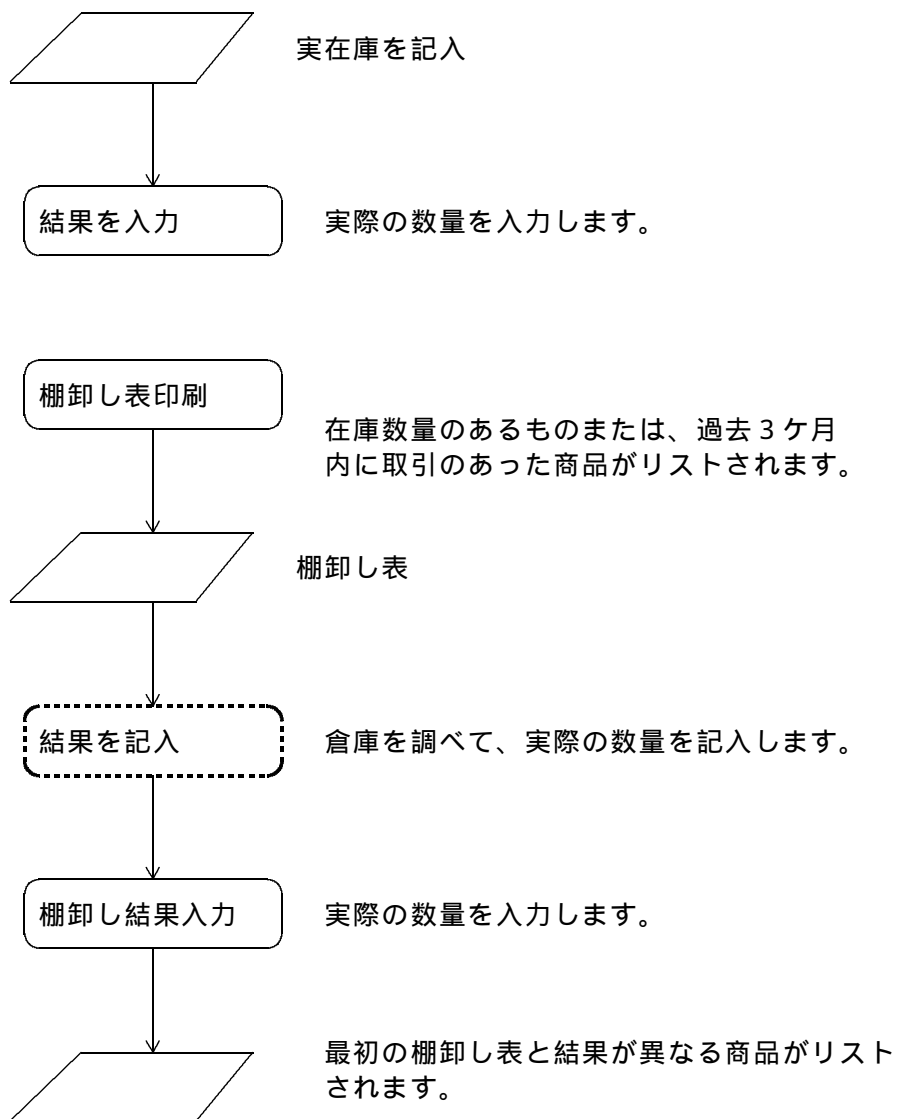 実在庫を記入
結果を入力
実際の数量を入力します。
棚卸し表印刷
在庫数量のあるものまたは、過去３ケ月
内に取引のあった商品がリストされます。
棚卸し表
結果を記入
倉庫を調べて、実際の数量を記入します。
棚卸し結果入力
実際の数量を入力します。
最初の棚卸し表と結果が異なる商品がリスト
されます。